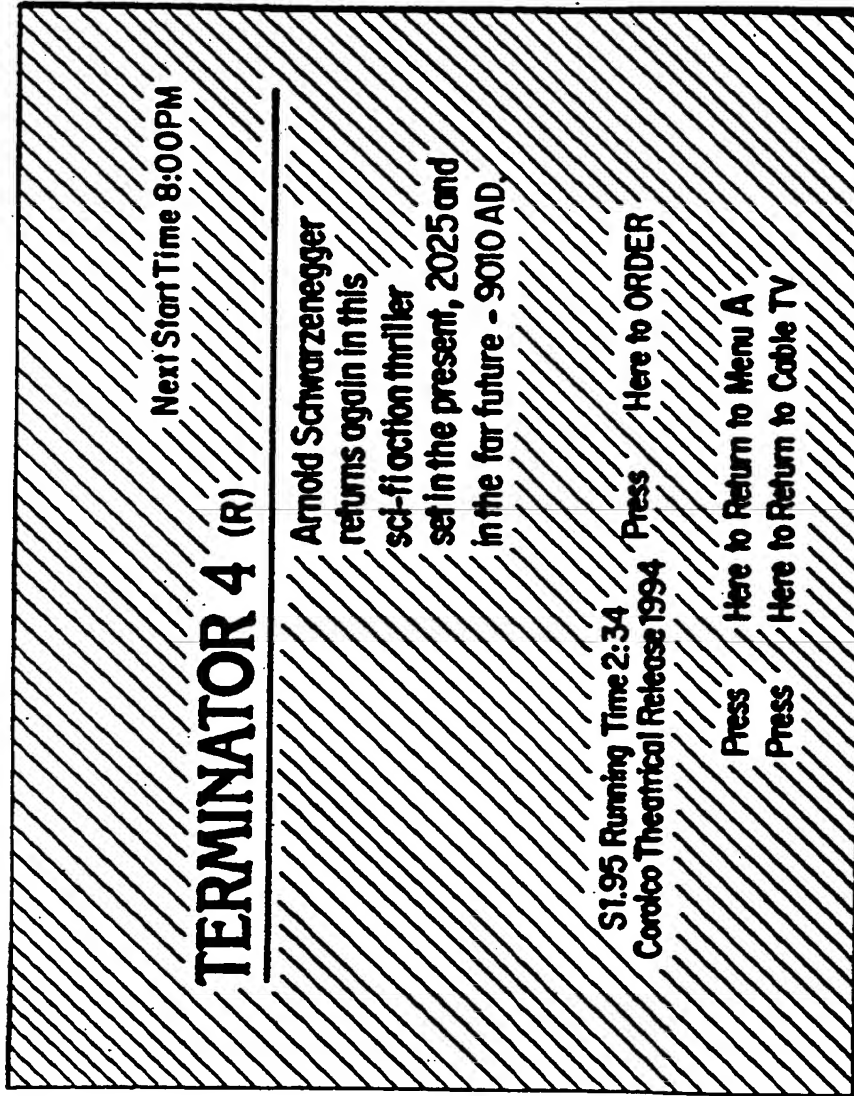 Next Start Time 8:00PM
TERMINATOR 4 (R)
Arnold Schwarzenegger
returns again in this
sci-fi action thriller
set in the present, 2025 and
in the far future - 9010 AD.
$1.95 Running Time 2:34
Corolco Theatrical Release 1994 Press Here to ORDER
Press Here to Return to Menu A
Press Here to Return to Cable TV